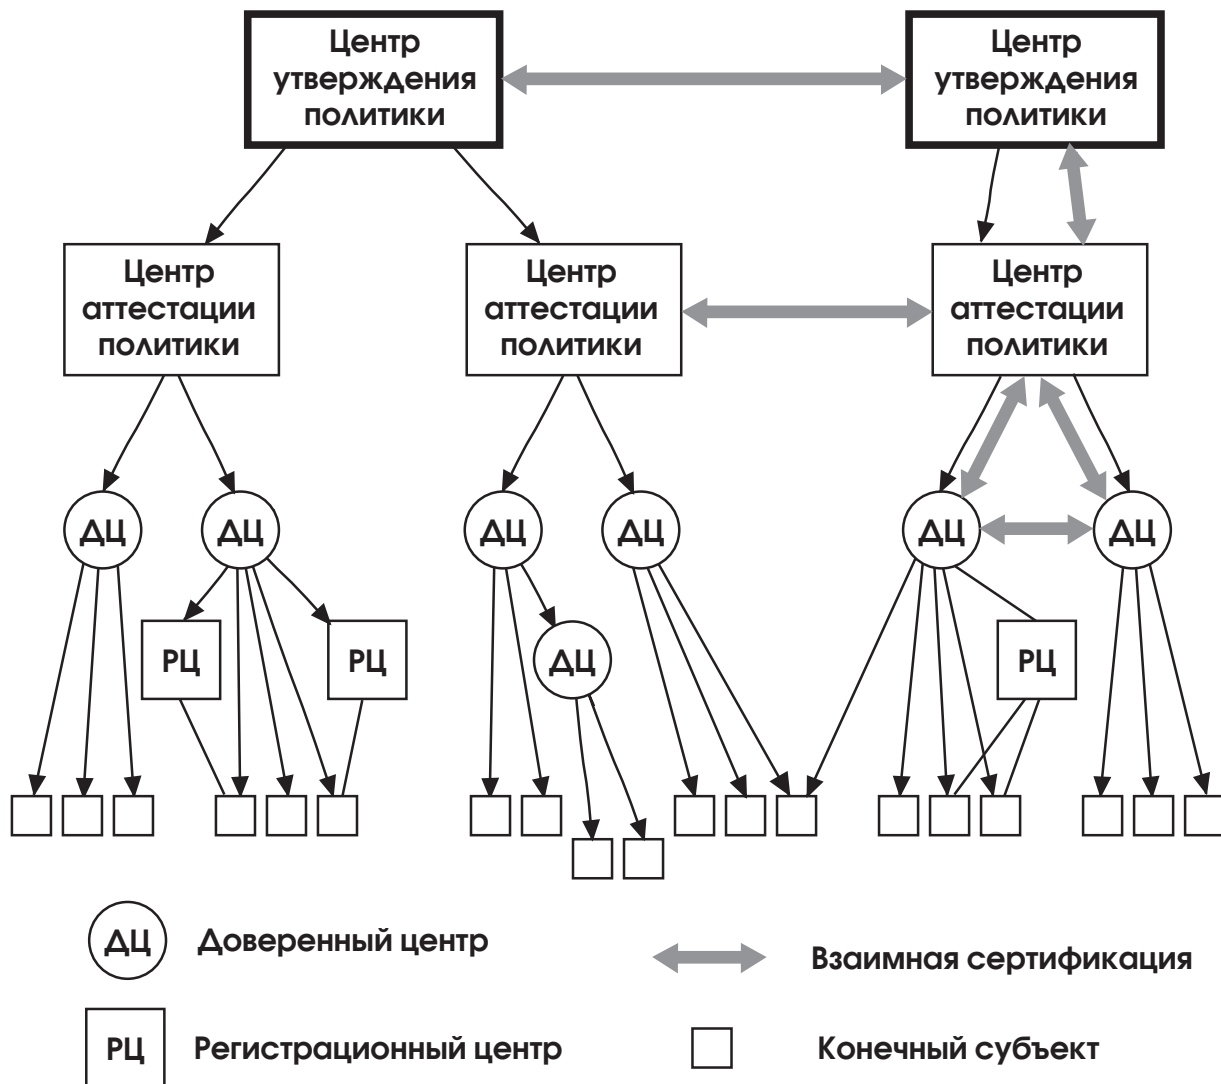 Центр
утверждения
политики
Центр
утверждения
политики
Центр
аттестации
политики
Центр
аттестации
политики
Центр
аттестации
политики
ДЦ
ДЦ
ДЦ
ДЦ
ДЦ
ДЦ
РЦ
РЦ
ДЦ
РЦ
ДЦ
Доверенный центр
Взаимная сертификация
РЦ
Регистрационный центр
Конечный субъект